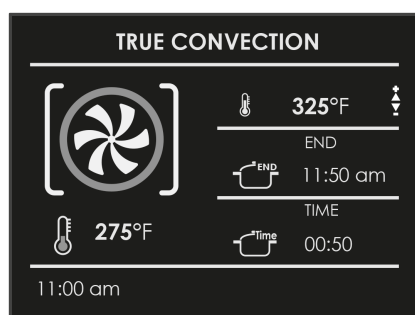 TRUE CONVECTION
325°F
END
END
11:50 am
TIME
275°F
Time
00:50
11:00 am